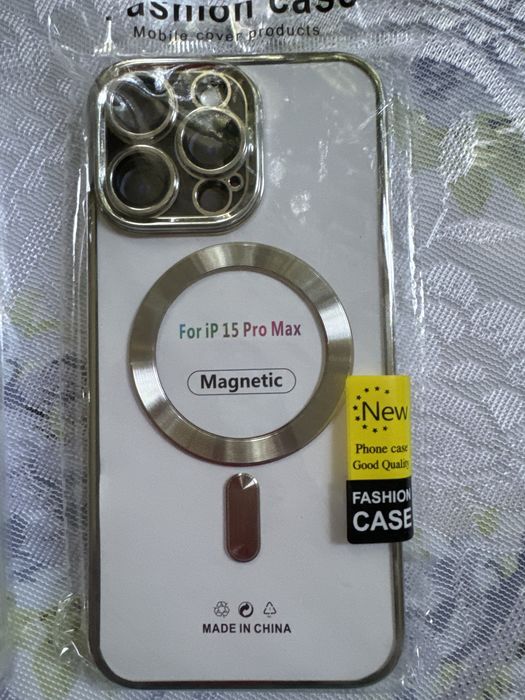 Fashion Case
Mobile cover products
For iP 15 Pro Max
Magnetic
New
Phone case
Good Quality
FASHION
CASE
MADE IN CHINA